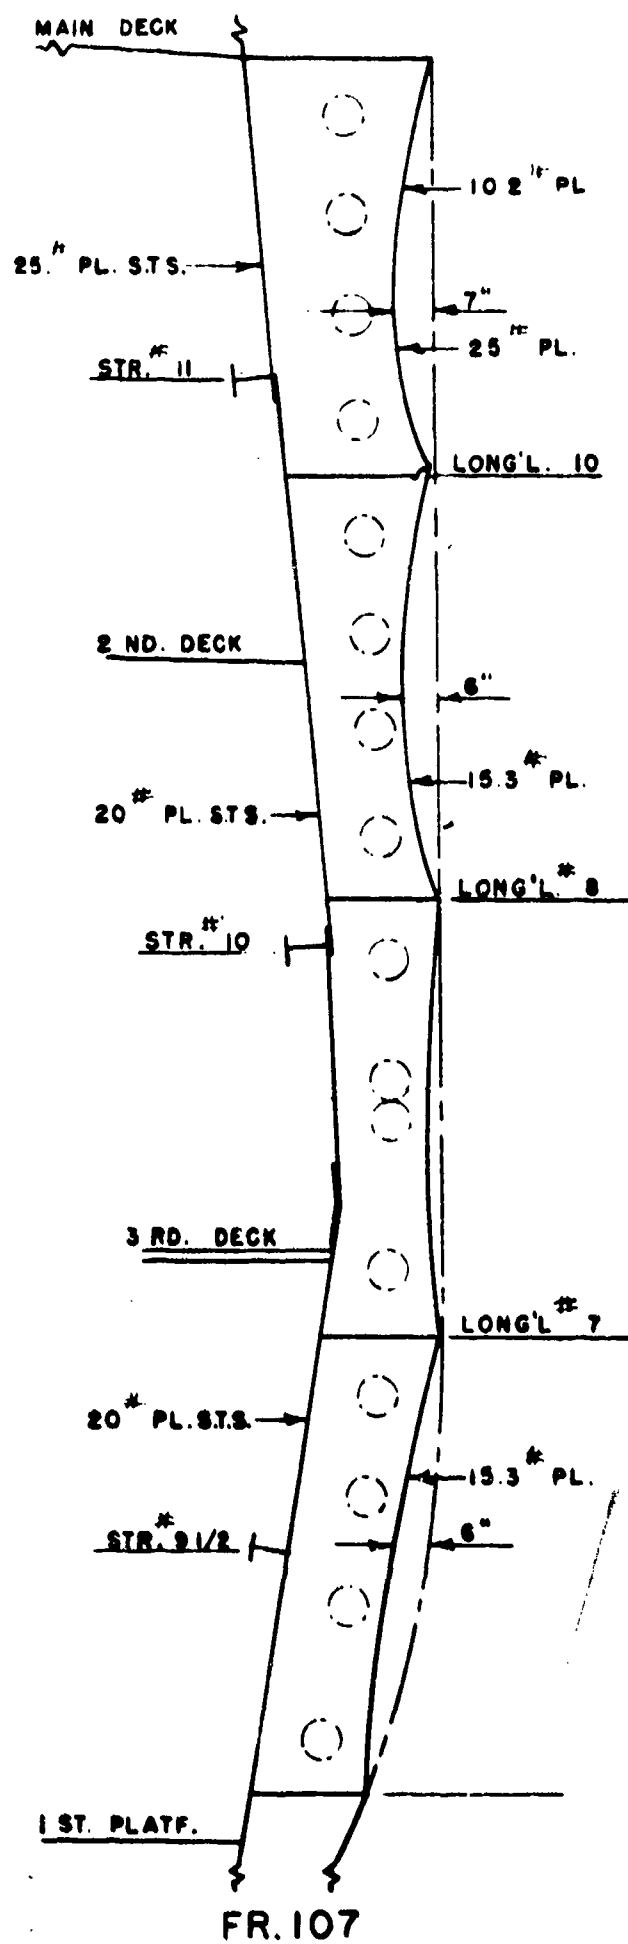 MAIN DECK
10 2 # PL
25.# PL. S.T.S.
7"
25 # PL.
STR. # 11
LONG'L. 10
2 ND. DECK
6"
15.3 # PL.
20 # PL. S.T.S.
LONG'L. # 8
STR. # 10
3 RD. DECK
LONG'L # 7
20 # PL. S.T.S.
15.3 # PL.
STR. # 9 1/2
6"
1 ST. PLATF.
FR. 107